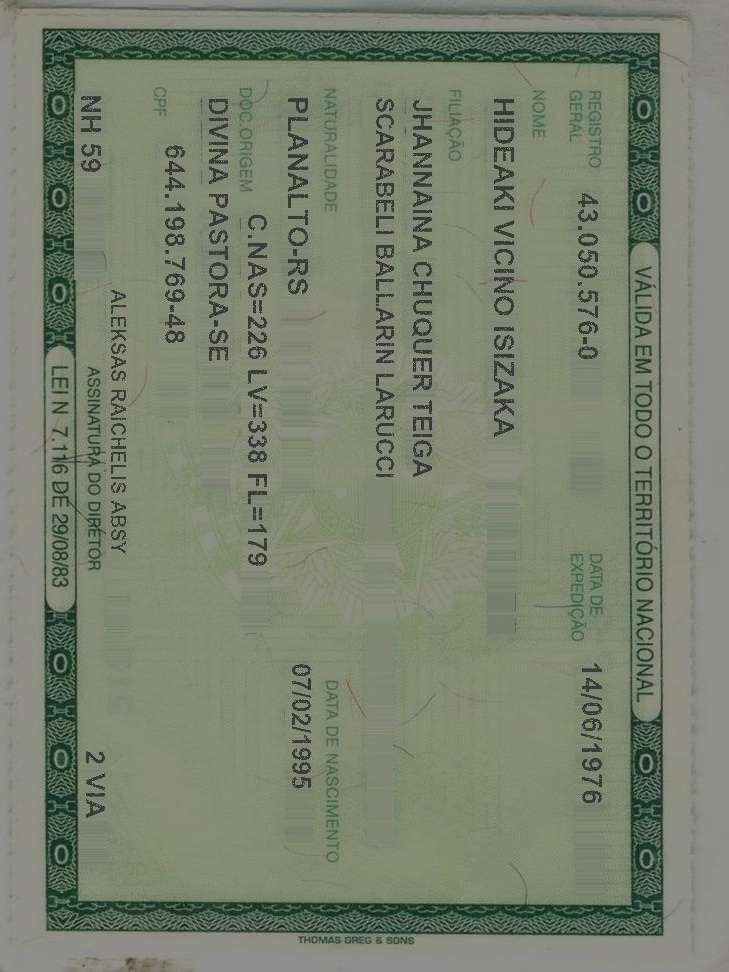 VÁLIDA EM TODO O TERRITÓRIO NACIONAL
REGISTRO GERAL 43.050.576-0 DATA DE EXPEDIÇÃO 14/06/1976
NOME
HIDEAKI VICINO ISIZAKA
FILIAÇÃO
JHANNAINA CHUQUER TEIGA
SCARABELI BALLARIN LARUCCI
NATURALIDADE DATA DE NASCIMENTO
PLANALTO-RS 07/02/1995
DOC.ORIGEM C.NAS=226 LV=338 FL=179
DIVINA PASTORA-SE
CPF 644.198.769-48
ALEKSAS RAICHELIS ABSY
NH 59 ASSINATURA DO DIRETOR 2 VIA
LEI N 7.116 DE 29/08/83
THOMAS GREG & SONS